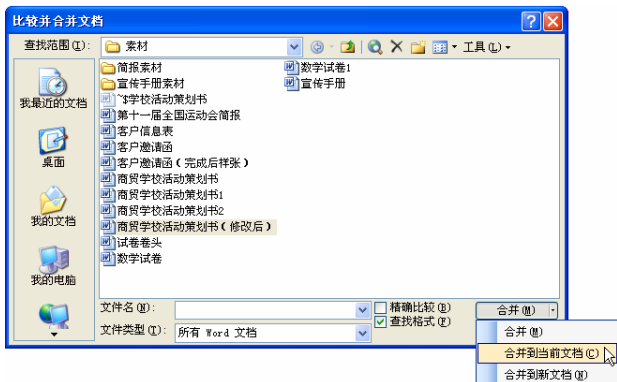 比较并合并文档
查找范围(I):
素材
工具(L)
我最近的文档
桌面
我的文档
我的电脑
简报素材
宣传手册素材
~$学校活动策划书
第十一届全国运动会简报
客户信息表
客户邀请函
客户邀请函(完成后样张)
商贸学校活动策划书
商贸学校活动策划书1
商贸学校活动策划书2
商贸学校活动策划书(修改后)
试卷卷头
数学试卷
数学试卷1
宣传手册
文件名(N):
精确比较(B)
合并(M)
文件类型(T):
所有 Word 文档
查找格式(F)
合并(M)
合并到当前文档(C)
合并到新文档(N)